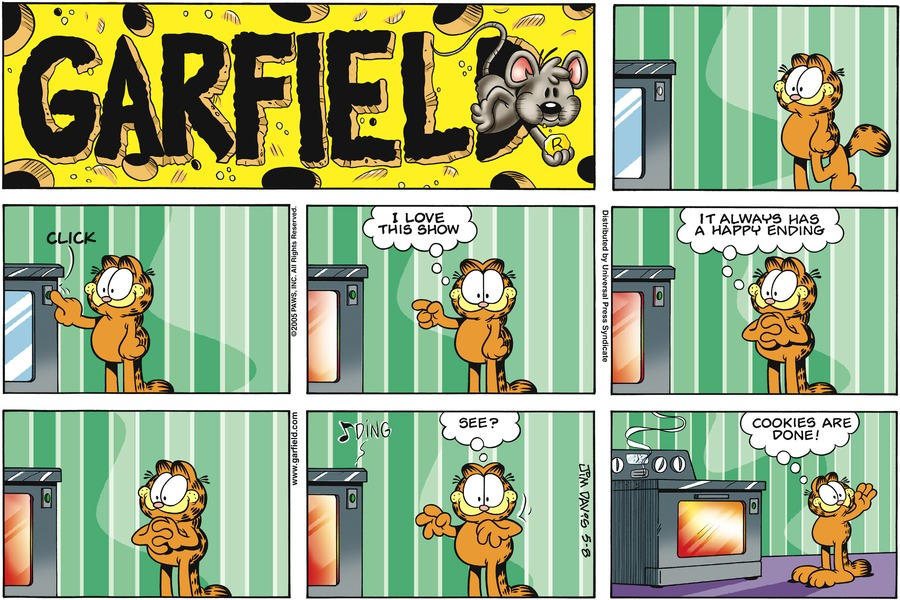 GARFIELD
R
CLICK
©2005 PAWS, INC. All Rights Reserved.
I LOVE
THIS SHOW
Distributed by Universal Press Syndicate
IT ALWAYS HAS
A HAPPY ENDING
www.garfield.com
♪DING
SEE?
JIM DAVIS 5-8
COOKIES ARE
DONE!